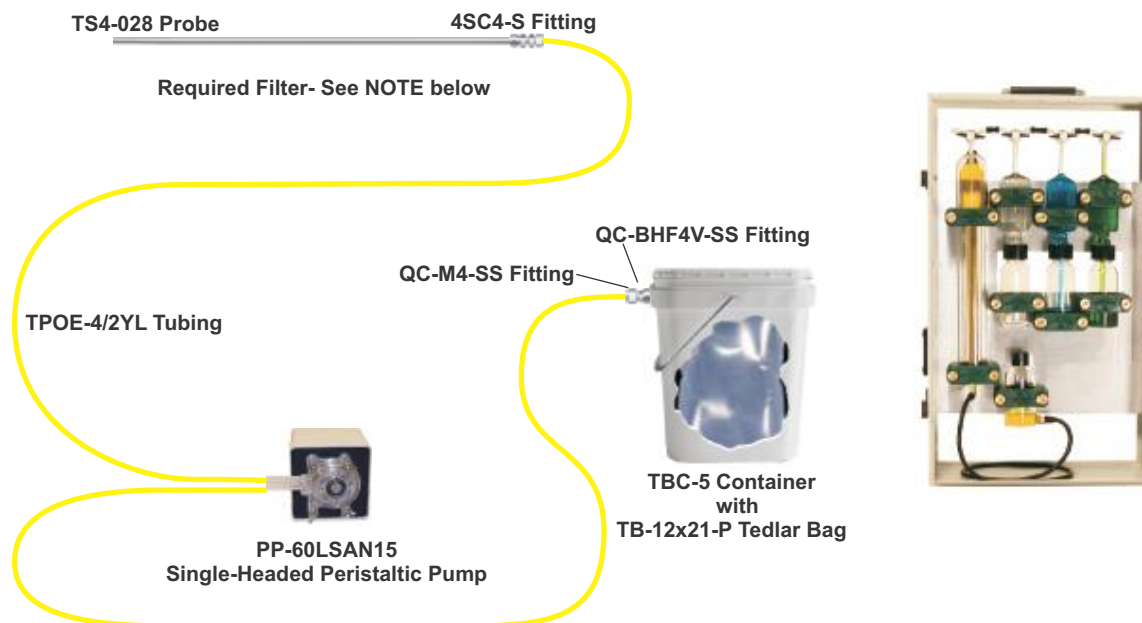 TS4-028 Probe
4SC4-S Fitting
Required Filter- See NOTE below
QC-BHF4V-SS Fitting
QC-M4-SS Fitting
TPOE-4/2YL Tubing
TBC-5 Container
with
TB-12x21-P Tedlar Bag
PP-60LSAN15
Single-Headed Peristaltic Pump